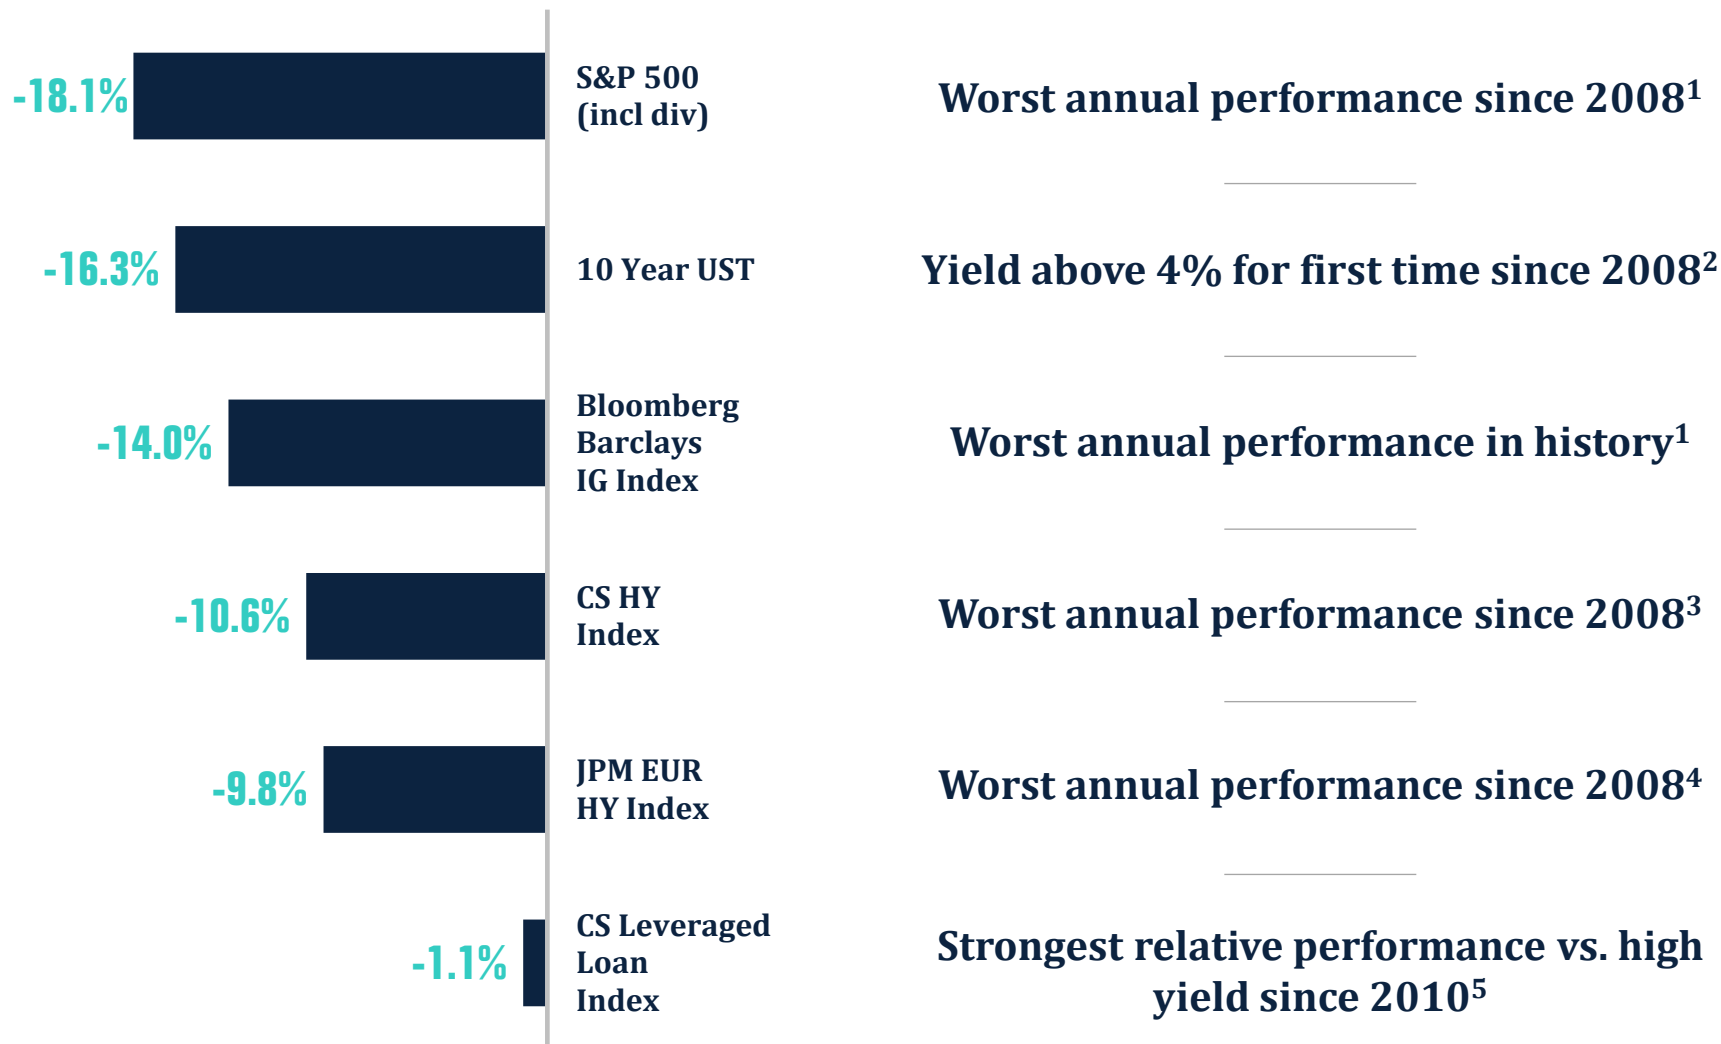 -18.1%
S&P 500
(incl div)
Worst annual performance since 2008¹
-16.3%
10 Year UST
Yield above 4% for first time since 2008²
-14.0%
Bloomberg
Barclays
IG Index
Worst annual performance in history¹
-10.6%
CS HY
Index
Worst annual performance since 2008³
-9.8%
JPM EUR
HY Index
Worst annual performance since 2008⁴
-1.1%
CS Leveraged
Loan
Index
Strongest relative performance vs. high
yield since 2010⁵